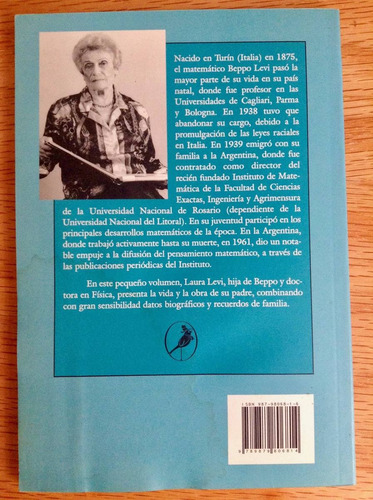 Nacido en Turín (Italia) en 1875,
el matemático Beppo Levi pasó la
mayor parte de su vida en su país
natal, donde fue profesor en las
Universidades de Cagliari, Parma
y Bologna. En 1938 tuvo que
abandonar su cargo, debido a la
promulgación de las leyes raciales
en Italia. En 1939 emigró con su
familia a la Argentina, donde fue
contratado como director del
recién fundado Instituto de Mate-
mática de la Facultad de Ciencias
Exactas, Ingeniería y Agrimensura
de la Universidad Nacional de Rosario (dependiente de la
Universidad Nacional del Litoral). En su juventud participó en los
principales desarrollos matemáticos de la época. En la Argentina,
donde trabajó activamente hasta su muerte, en 1961, dio un nota-
ble empuje a la difusión del pensamiento matemático, a través de
las publicaciones periódicas del Instituto.
En este pequeño volumen, Laura Levi, hija de Beppo y doc-
tora en Física, presenta la vida y la obra de su padre, combinando
con gran sensibilidad datos biográficos y recuerdos de familia.
ISBN 987-98068-1-6